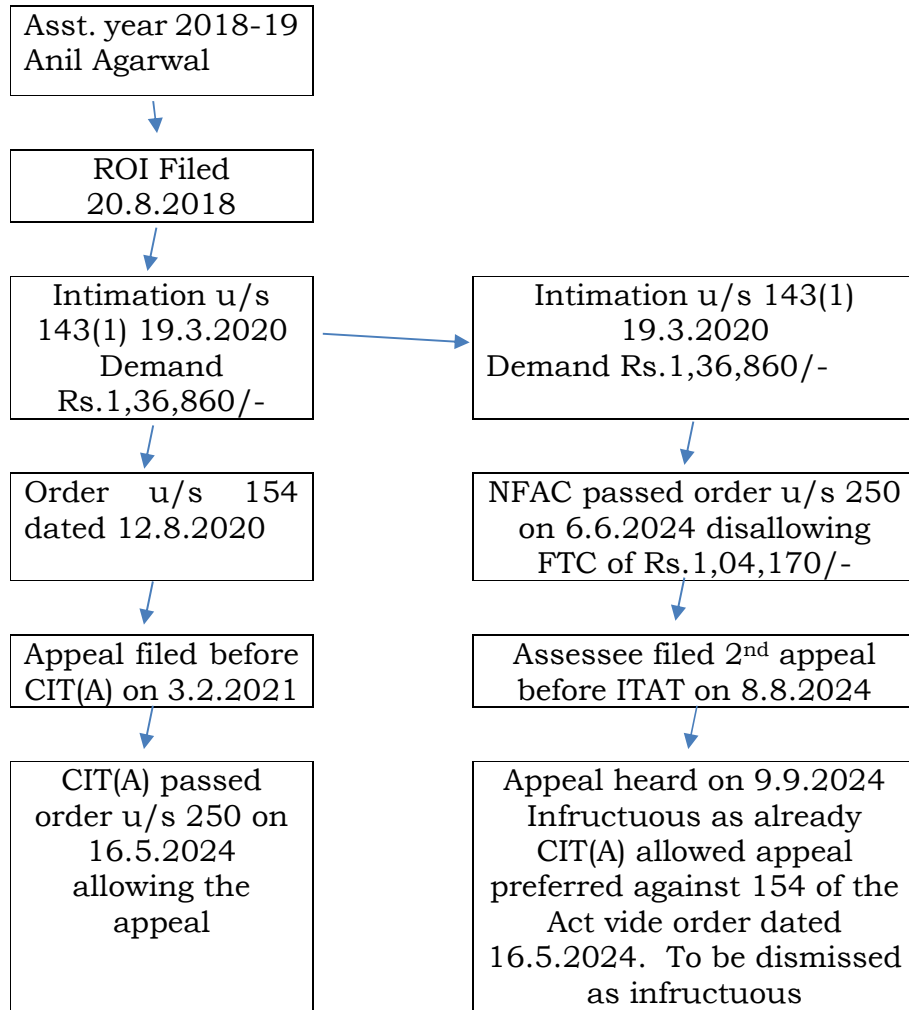 Asst. year 2018-19
Anil Agarwal
ROI Filed
20.8.2018
Intimation u/s
143(1) 19.3.2020
Demand
Rs.1,36,860/-
Order u/s 154
dated 12.8.2020
Appeal filed before
CIT(A) on 3.2.2021
CIT(A) passed
order u/s 250 on
16.5.2024
allowing the
appeal
Intimation u/s 143(1)
19.3.2020
Demand Rs.1,36,860/-
NFAC passed order u/s 250
on 6.6.2024 disallowing
FTC of Rs.1,04,170/-
Assessee filed 2nd appeal
before ITAT on 8.8.2024
Appeal heard on 9.9.2024
Infructuous as already
CIT(A) allowed appeal
preferred against 154 of the
Act vide order dated
16.5.2024. To be dismissed
as infructuous